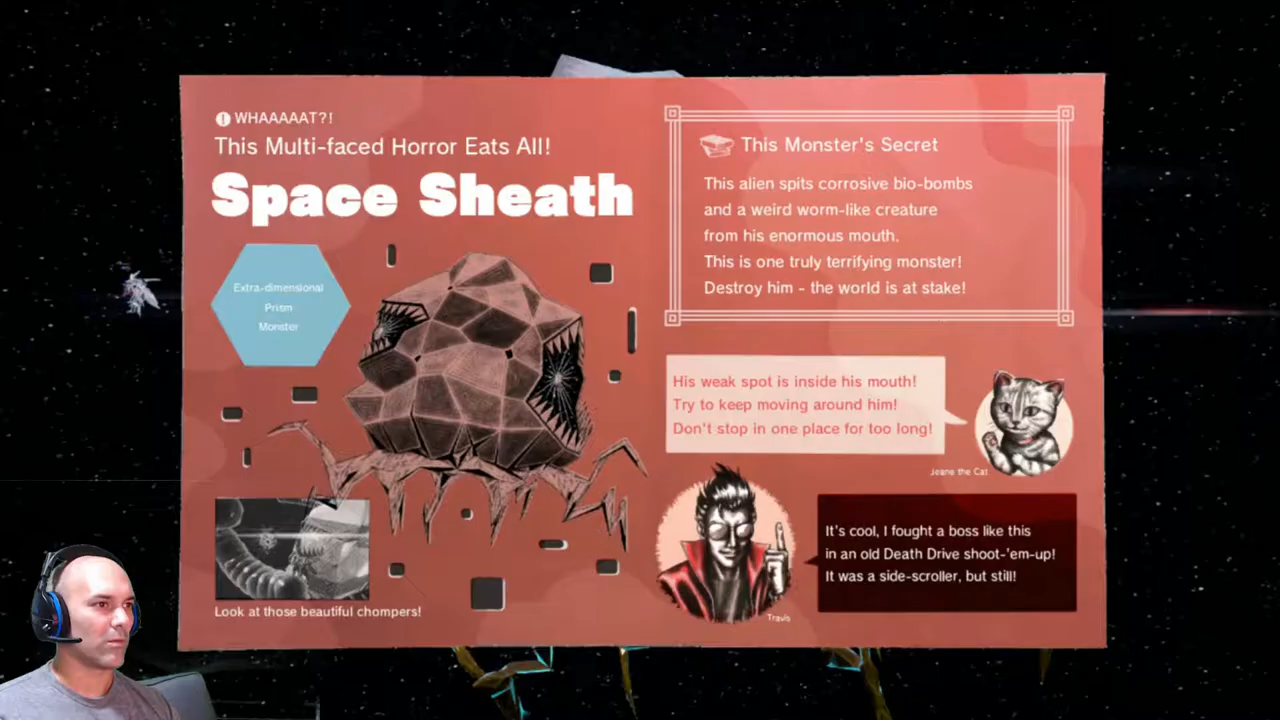 WHAAAAAT?!
This Multi-faced Horror Eats All!
Space Sheath
Extra-dimensional
Prism
Monster
Look at those beautiful chompers!
This Monster's Secret
This alien spits corrosive bio-bombs
and a weird worm-like creature
from his enormous mouth.
This is one truly terrifying monster!
Destroy him - the world is at stake!
His weak spot is inside his mouth!
Try to keep moving around him!
Don't stop in one place for too long!
Jeane the Cat
It's cool, I fought a boss like this
in an old Death Drive shoot-'em-up!
It was a side-scroller, but still!
Travis